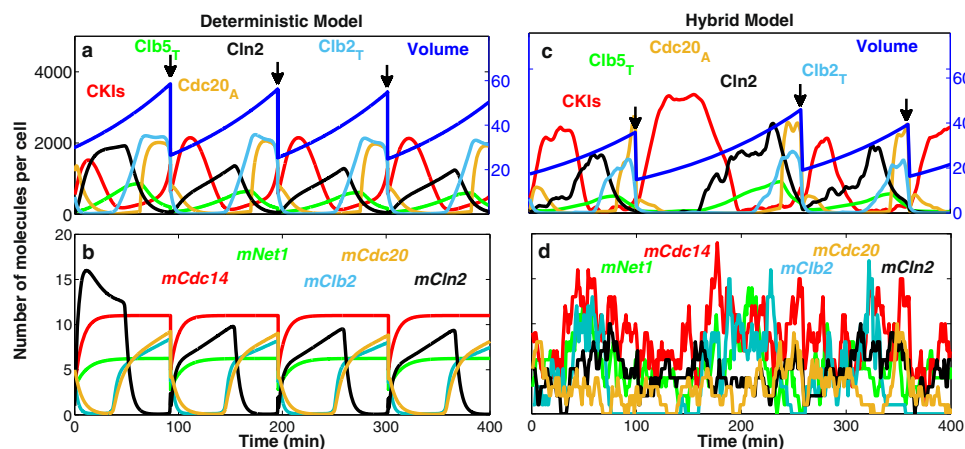 Deterministic Model
Hybrid Model
a
Clb5T
Cln2
Clb2T
Volume
CKIs
Cdc20A
4000
2000
0
60
40
20
0
c
Clb5T
Cdc20A
Cln2
Clb2T
Volume
CKIs
60
40
20
0
Number of molecules per cell
b
mNet1
mCdc20
mCdc14
mClb2
mCln2
20
15
10
5
0
0
100
200
300
400
Time (min)
d
mCdc14
mCdc20
mNet1
mClb2
mCln2
0
100
200
300
400
Time (min)